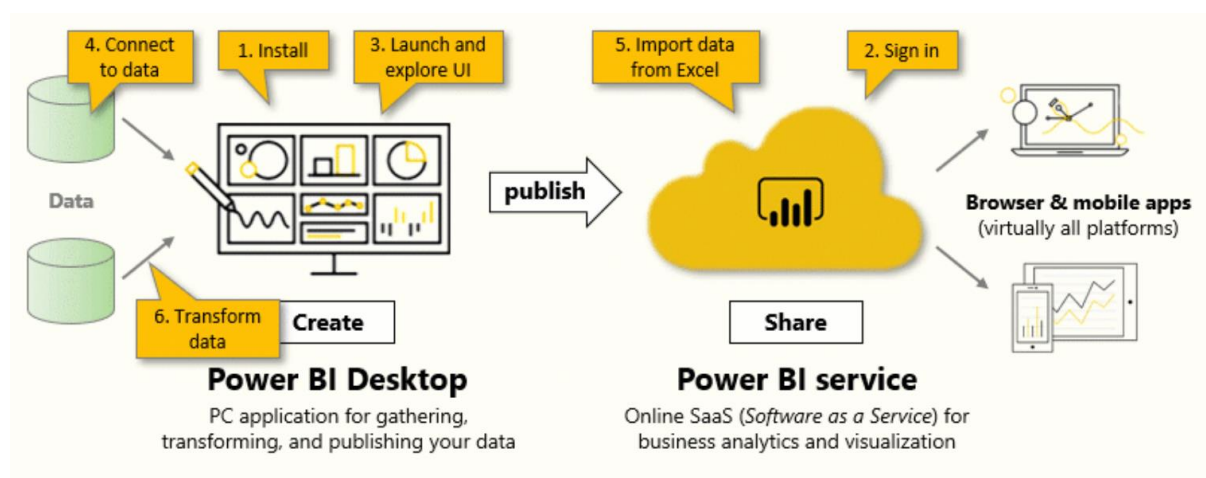 4. Connect
to data
1. Install
3. Launch and
explore UI
5. Import data
from Excel
2. Sign in
Data
publish
Browser & mobile apps
(virtually all platforms)
6. Transform
data
Create
Share
Power BI Desktop
PC application for gathering,
transforming, and publishing your data
Power BI service
Online SaaS (Software as a Service) for
business analytics and visualization